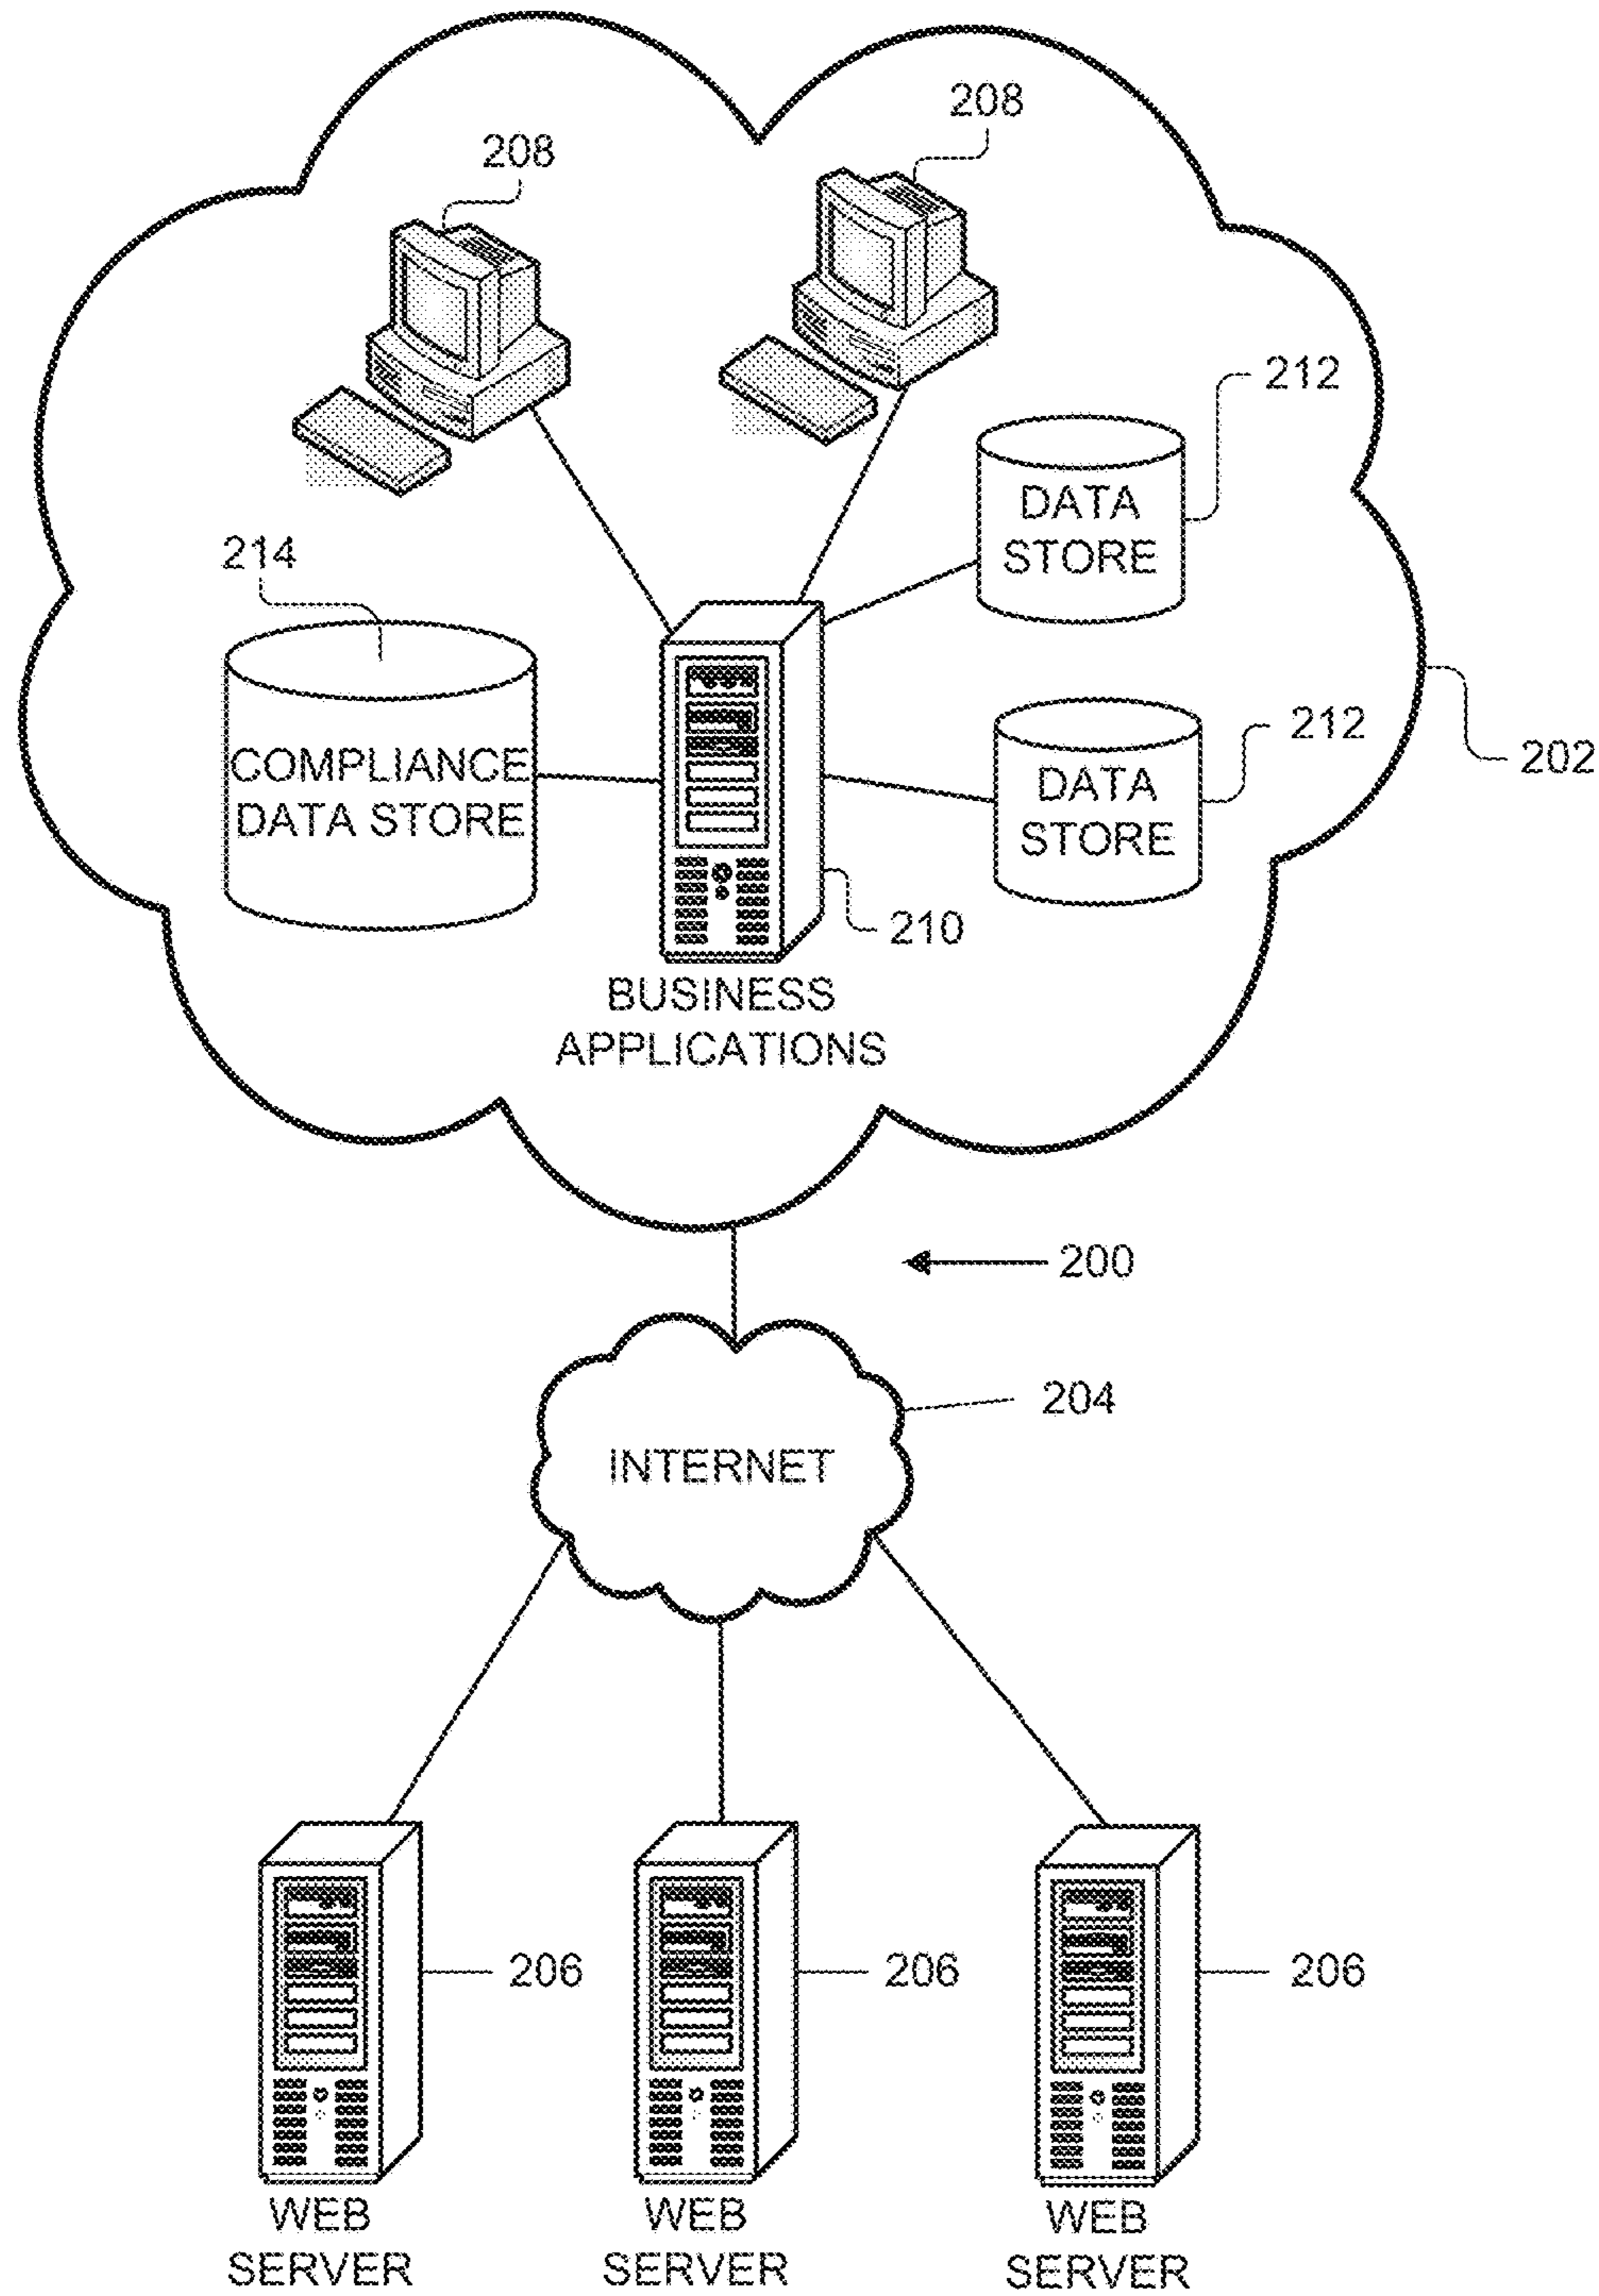 208
208
212
DATA
STORE
214
COMPLIANCE
DATA STORE
212
DATA
STORE
202
210
BUSINESS
APPLICATIONS
200
204
INTERNET
206
206
206
WEB
SERVER
WEB
SERVER
WEB
SERVER